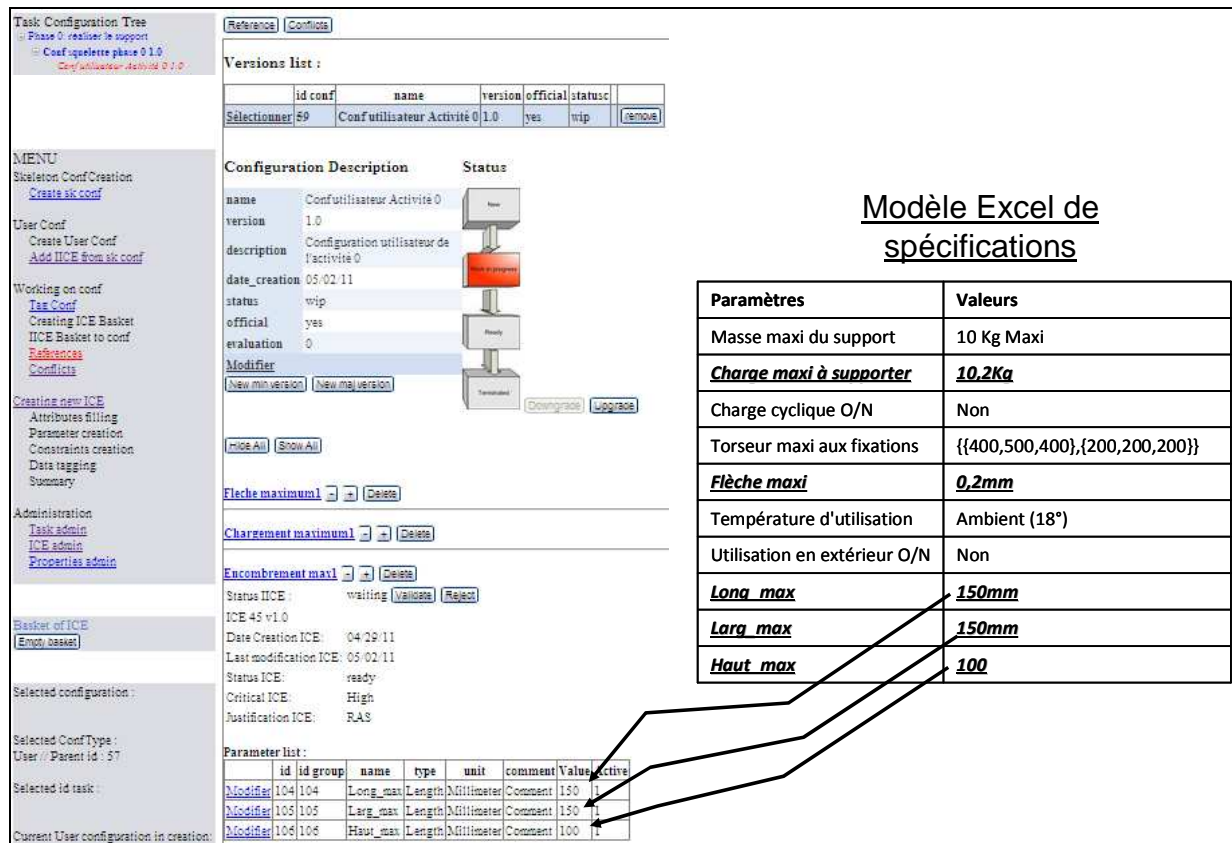 Task Configuration Tree
Phase 0: realiser le support
Conf squelette phase 0 1.0
Conf utilisateur Activité 0 1.0
MENU
Skeleton Conf Creation
Create sk conf
User Conf
Create User Conf
Add IICE from sk conf
Working on conf
Tag Conf
Creating ICE Basket
IICE Basket to conf
References
Conflicts
Creating new ICE
Attributes filling
Parameter creation
Constraints creation
Data tagging
Summary
Administration
Task admin
ICE admin
Properties admin
Basket of ICE
Empty basket
Selected configuration :
Selected ConfType :
User // Parent id : 57
Selected id task :
Current User configuration in creation:
Reference Conflicts
Versions list :
id conf name version official statusc
Sélectionner 59 Conf utilisateur Activité 0 1.0 yes wip remove
Configuration Description Status
name Conf utilisateur Activité 0
version 1.0
description Configuration utilisateur de
l'activité 0
date_creation 05/02/11
status wip
official yes
evaluation 0
Modifier
New min version New maj version
New
Work in progress
Ready
Terminated
Downgrade Upgrade
Hide All Show All
Fleche maximum1 - + Delete
Chargement maximum1 - + Delete
Encombrement max1 - + Delete
Status IICE : waiting Validate Reject
ICE 45 v1.0
Date Creation ICE: 04/29/11
Last modification ICE: 05/02/11
Status ICE: ready
Critical ICE: High
Justification ICE: RAS
Parameter list :
id id group name type unit comment Value Active
Modifier 104 104 Long_max Length Millimeter Comment 150 1
Modifier 105 105 Larg_max Length Millimeter Comment 150 1
Modifier 106 106 Haut_max Length Millimeter Comment 100 1
Modèle Excel de
spécifications
Paramètres Valeurs
Masse maxi du support 10 Kg Maxi
Charge maxi à supporter 10,2Kg
Charge cyclique O/N Non
Torseur maxi aux fixations {{400,500,400},{200,200,200}}
Flèche maxi 0,2mm
Température d'utilisation Ambient (18°)
Utilisation en extérieur O/N Non
Long_max 150mm
Larg_max 150mm
Haut_max 100